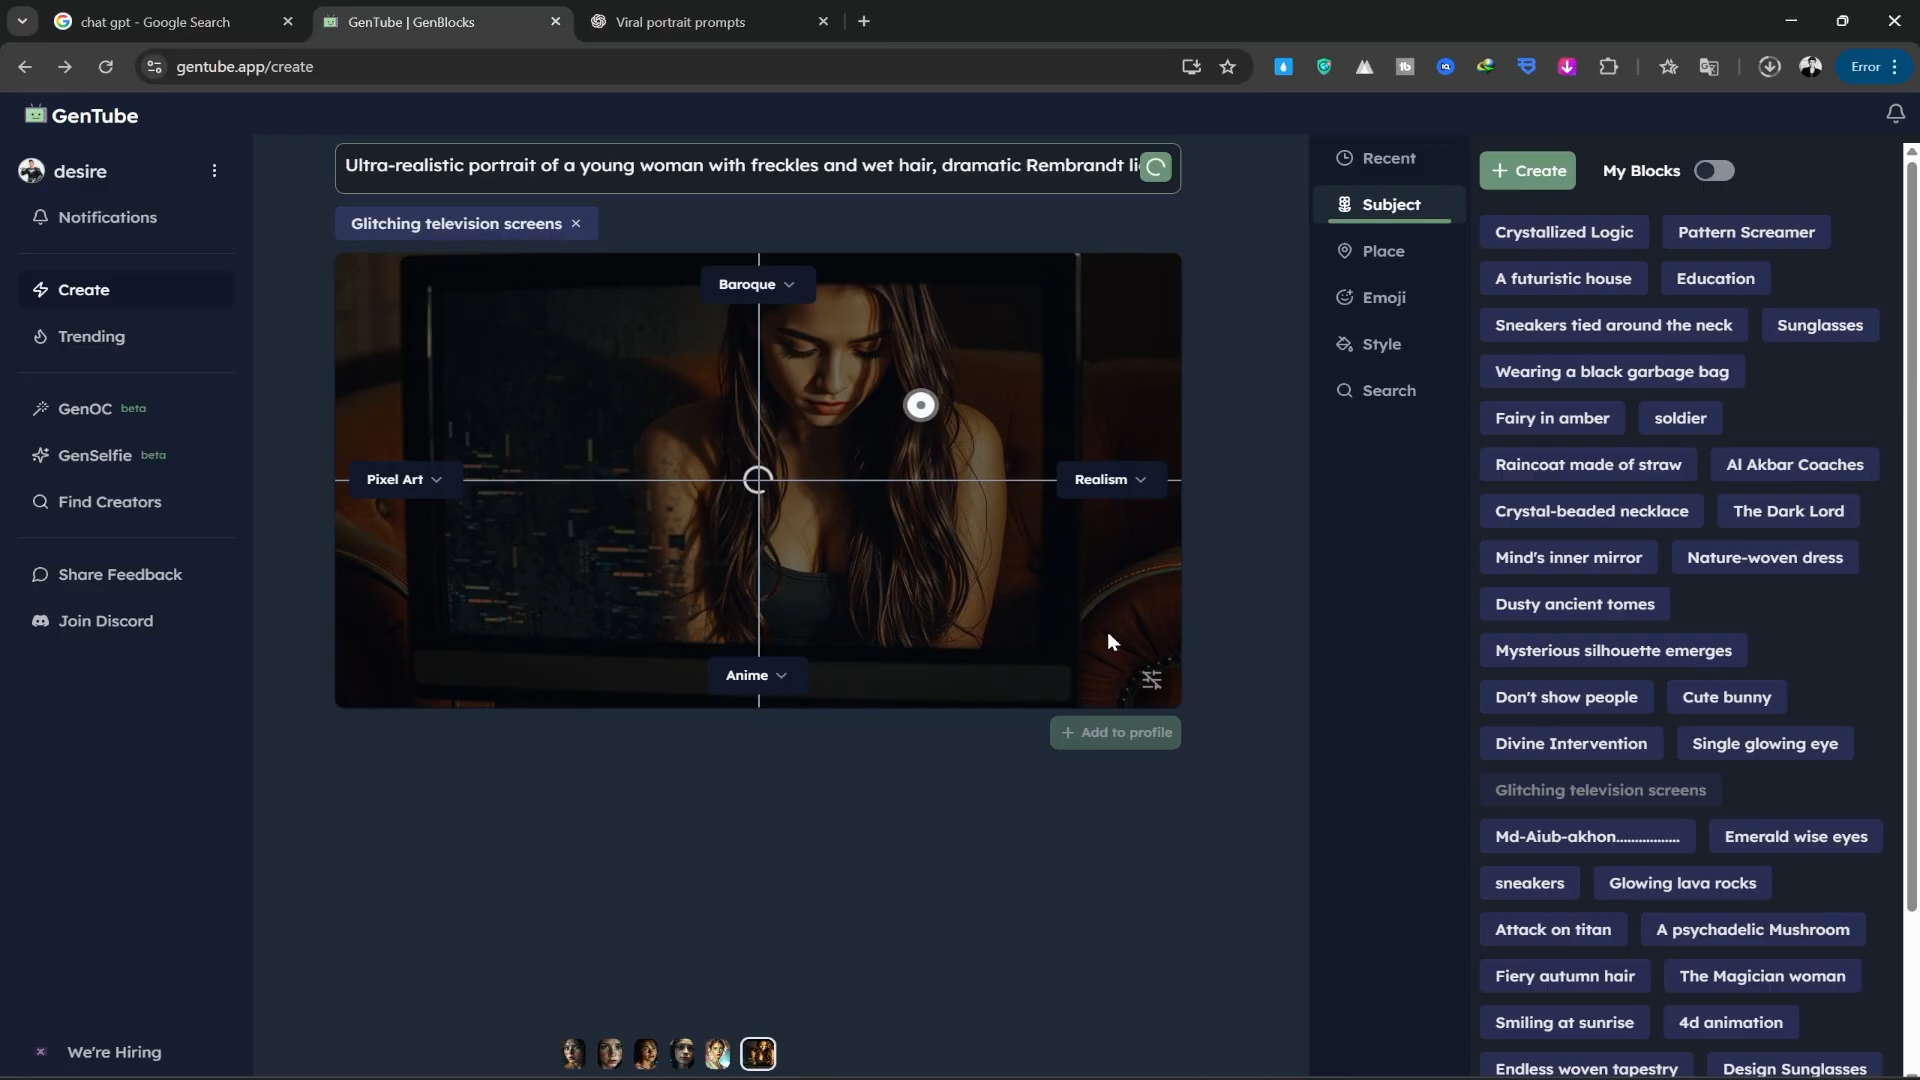 chat gpt - Google Search
GenTube | GenBlocks
Viral portrait prompts
gentube.app/create
Error
GenTube
desire
Notifications
Create
Trending
GenOC beta
GenSelfie beta
Find Creators
Share Feedback
Join Discord
We're Hiring
Ultra-realistic portrait of a young woman with freckles and wet hair, dramatic Rembrandt li
Glitching television screens
Baroque
Pixel Art
Realism
Anime
+ Add to profile
Recent
Subject
Place
Emoji
Style
Search
+ Create
My Blocks
Crystallized Logic
Pattern Screamer
A futuristic house
Education
Sneakers tied around the neck
Sunglasses
Wearing a black garbage bag
Fairy in amber
soldier
Raincoat made of straw
Al Akbar Coaches
Crystal-beaded necklace
The Dark Lord
Mind's inner mirror
Nature-woven dress
Dusty ancient tomes
Mysterious silhouette emerges
Don't show people
Cute bunny
Divine Intervention
Single glowing eye
Glitching television screens
Md-Aiub-akhon................
Emerald wise eyes
sneakers
Glowing lava rocks
Attack on titan
A psychadelic Mushroom
Fiery autumn hair
The Magician woman
Smiling at sunrise
4d animation
Endless woven tapestry
Design Sunglasses